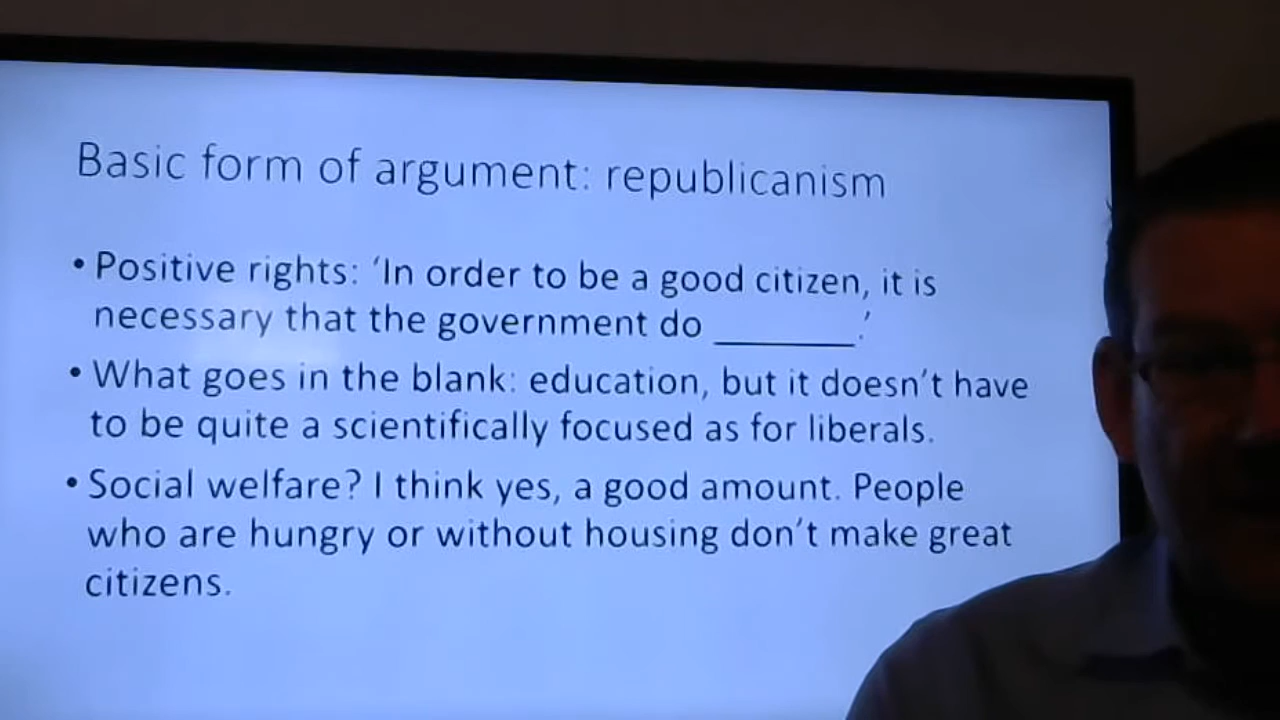 Basic form of argument: republicanism
• Positive rights: ‘In order to be a good citizen, it is
necessary that the government do _______.’
• What goes in the blank: education, but it doesn’t have
to be quite a scientifically focused as for liberals.
• Social welfare? I think yes, a good amount. People
who are hungry or without housing don’t make great
citizens.